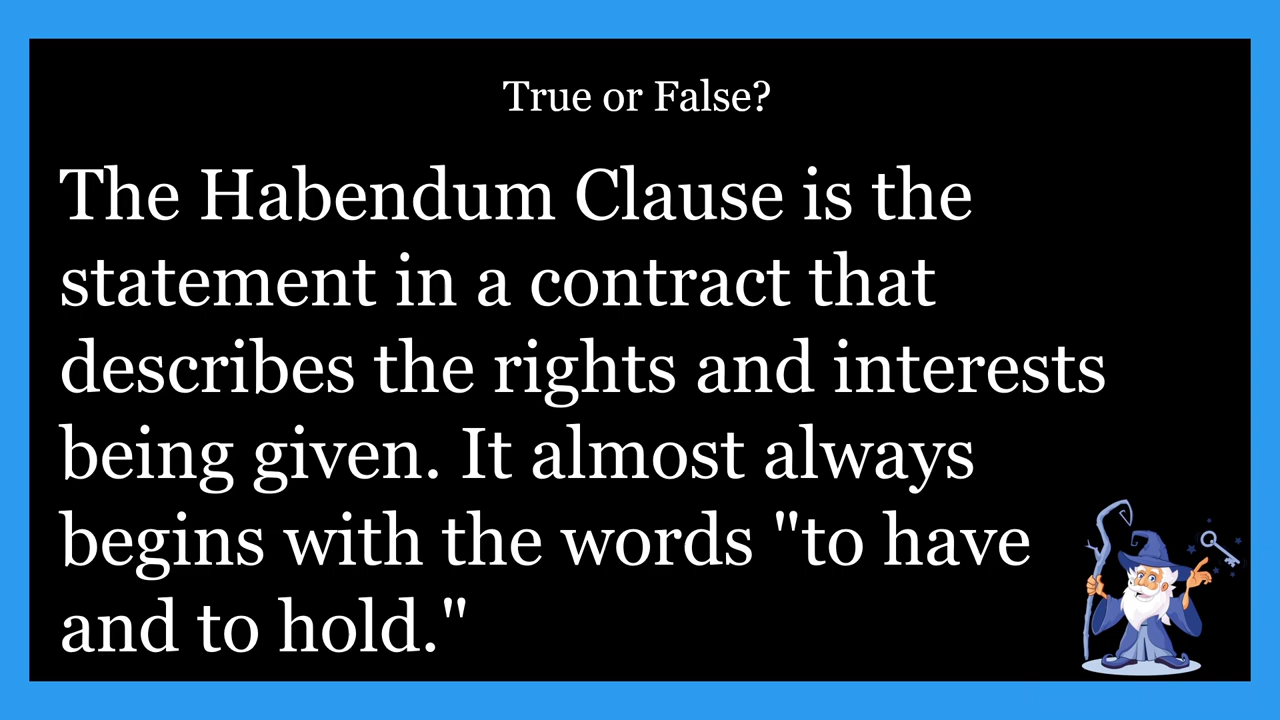 True or False?
The Habendum Clause is the
statement in a contract that
describes the rights and interests
being given. It almost always
begins with the words "to have
and to hold."